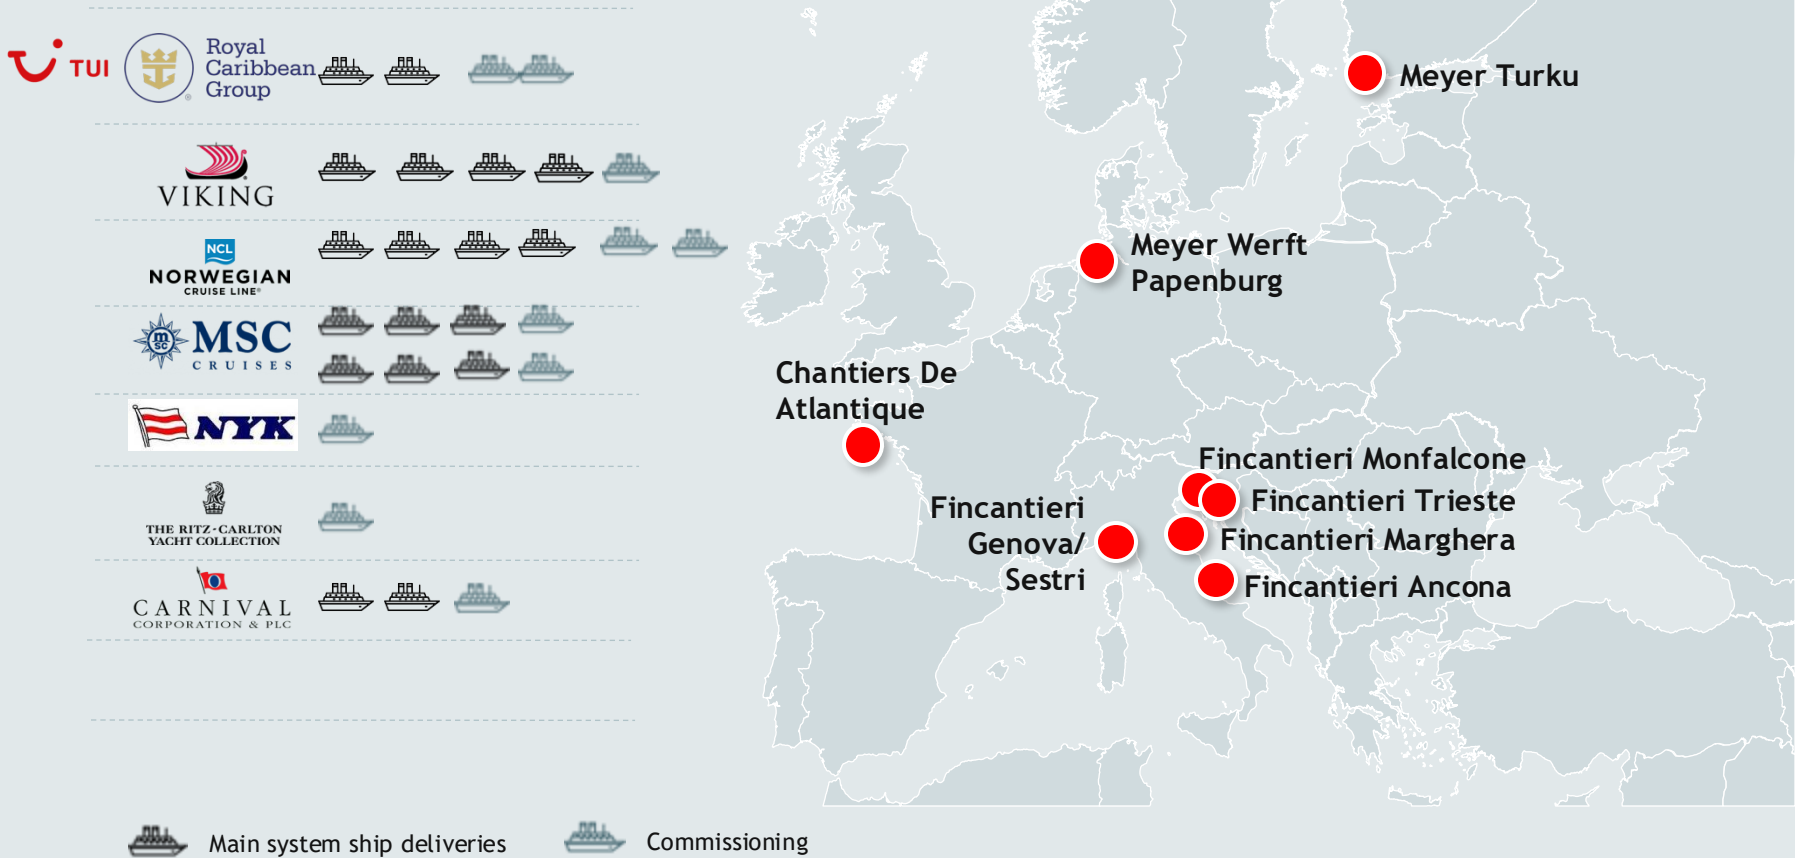 TUI
Royal
Caribbean
Group
VIKING
NCL
NORWEGIAN
CRUISE LINE®
MSC
MSC
CRUISES
NYK
THE RITZ-CARLTON
YACHT COLLECTION
CARNIVAL
CORPORATION & PLC
Main system ship deliveries
Commissioning
Meyer Turku
Meyer Werft
Papenburg
Chantiers De
Atlantique
Fincantieri Monfalcone
Fincantieri Trieste
Fincantieri
Genova/
Sestri
Fincantieri Marghera
Fincantieri Ancona